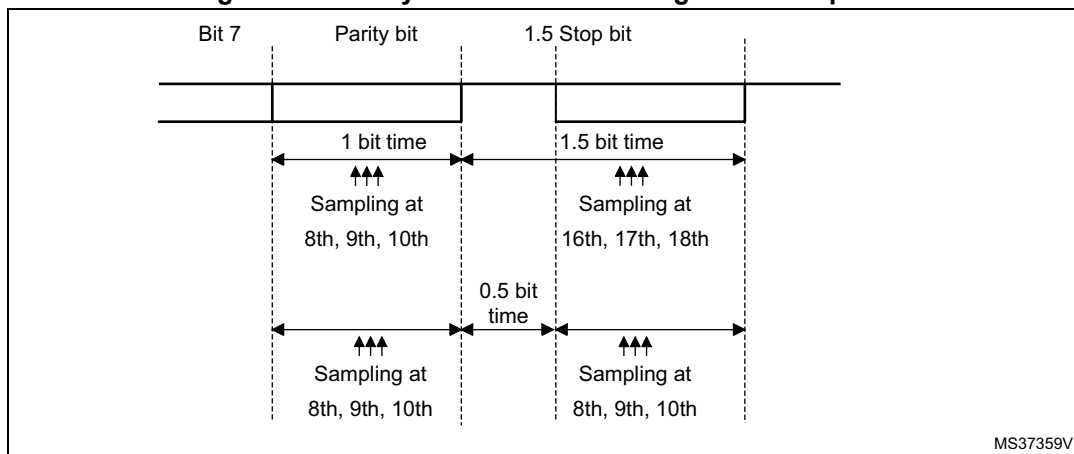 Bit 7 Parity bit 1.5 Stop bit
1 bit time 1.5 bit time
Sampling at Sampling at
8th, 9th, 10th 16th, 17th, 18th
0.5 bit
time
Sampling at Sampling at
8th, 9th, 10th 8th, 9th, 10th
MS37359V